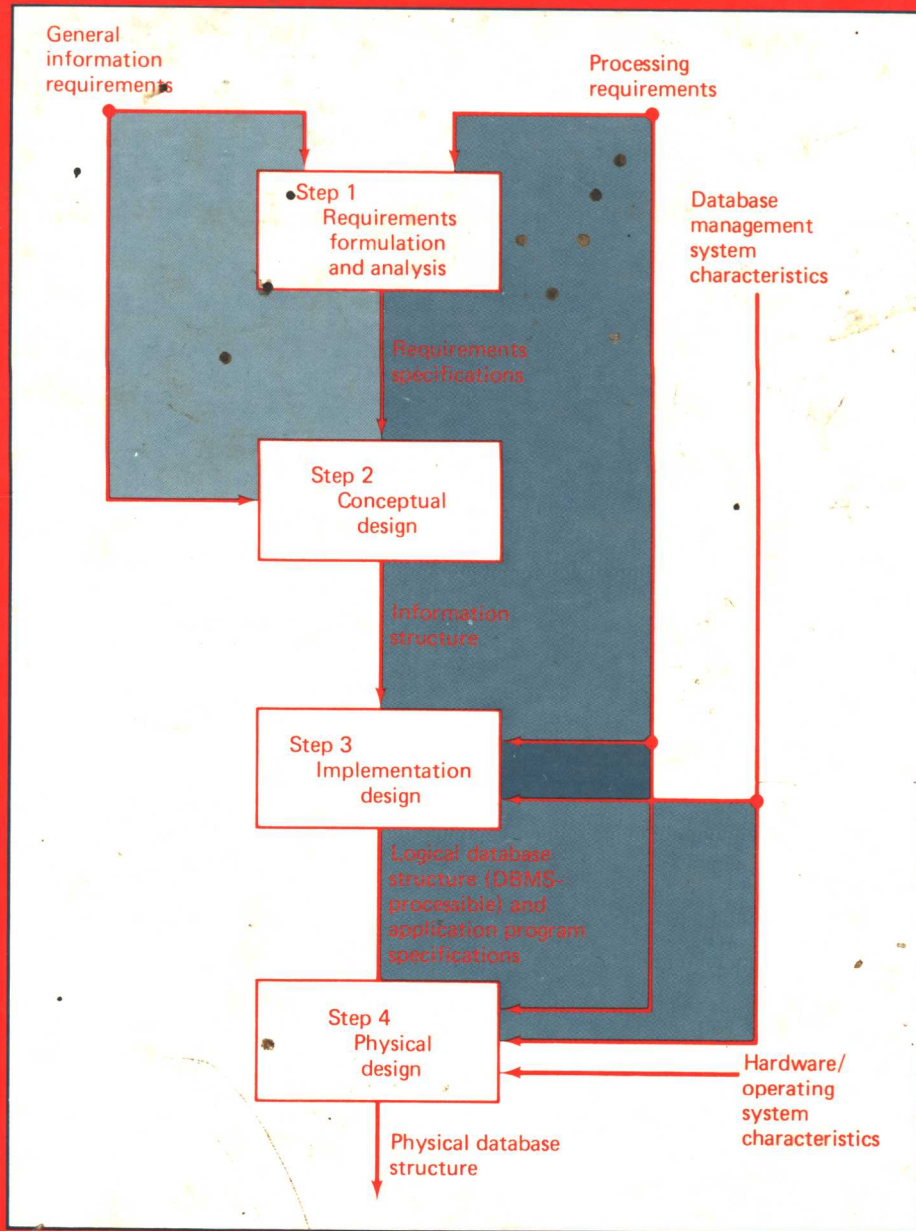 General
information
requirements
Processing
requirements
Step 1
Requirements
formulation
and analysis
Database
management
system
characteristics
Requirements
specifications
Step 2
Conceptual
design
Information
structure
Step 3
Implementation
design
Logical database
structure (DBMS-
processible) and
application program
specifications
Step 4
Physical
design
Hardware/
operating
system
characteristics
Physical database
structure